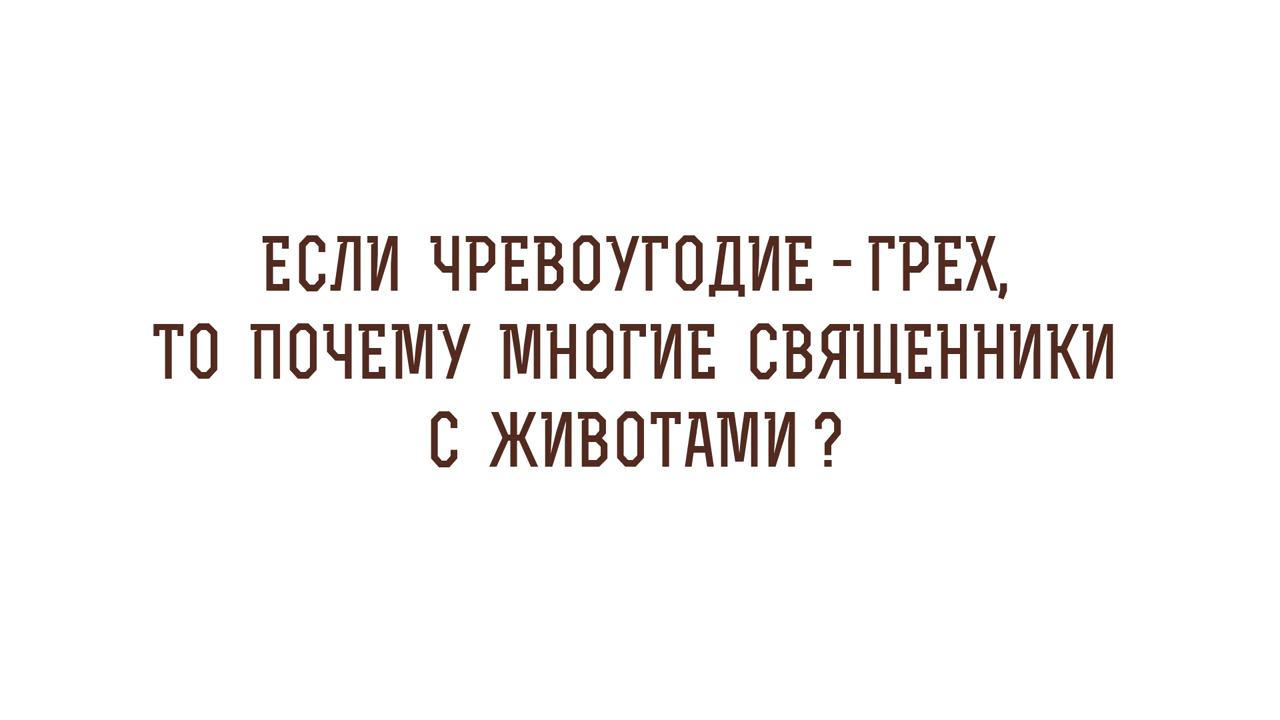 ЕСЛИ ЧРЕВОУГОДИЕ - ГРЕХ,
ТО ПОЧЕМУ МНОГИЕ СВЯЩЕННИКИ
С ЖИВОТАМИ ?